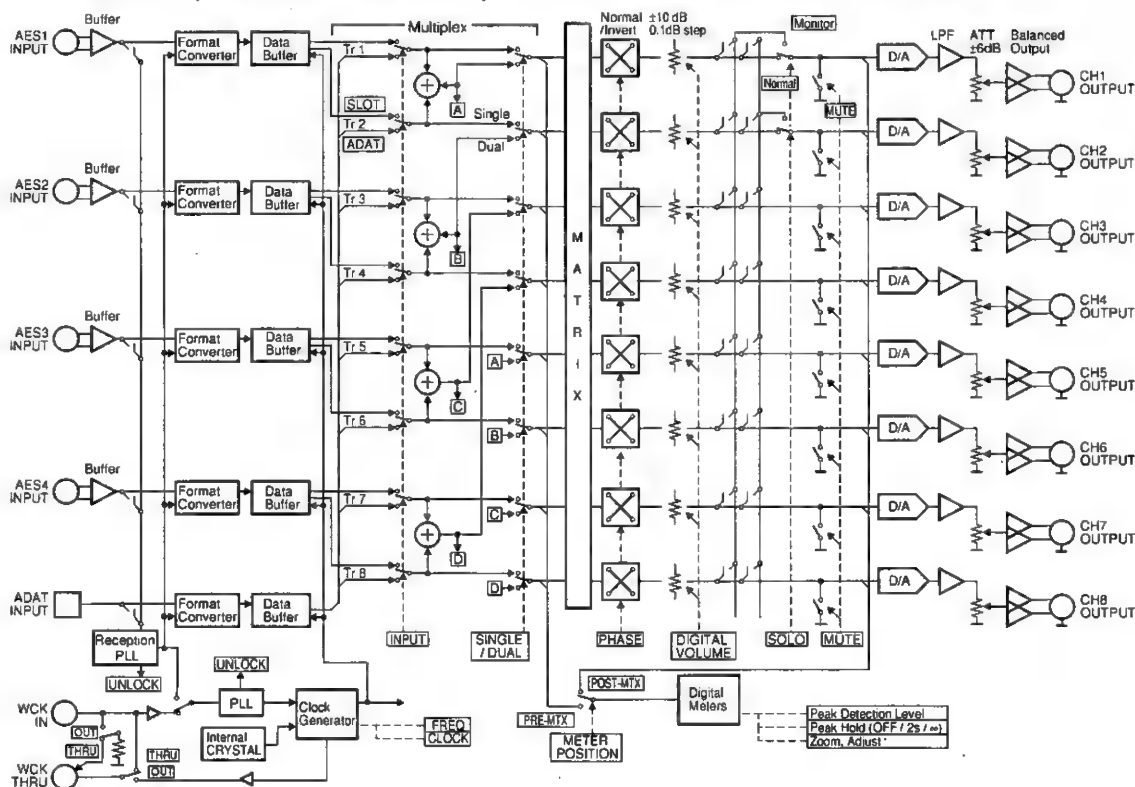 AES1
INPUT
Buffer
Format
Converter
Data
Buffer
Multiplex
Tr 1
A
SLOT
Tr 2
ADAT
Single
Dual
Normal
/Invert
±10 dB
0.1dB step
Monitor
Normal
MUTE
D/A
LPF
ATT
±6dB
Balanced
Output
CH1
OUTPUT
D/A
CH2
OUTPUT
AES2
INPUT
Buffer
Format
Converter
Data
Buffer
Tr 3
B
Tr 4
MATRIX
D/A
CH3
OUTPUT
D/A
CH4
OUTPUT
AES3
INPUT
Buffer
Format
Converter
Data
Buffer
Tr 5
A
C
Tr 6
B
D/A
CH5
OUTPUT
D/A
CH6
OUTPUT
AES4
INPUT
Buffer
Format
Converter
Data
Buffer
Tr 7
C
D
Tr 8
D
D/A
CH7
OUTPUT
D/A
CH8
OUTPUT
ADAT
INPUT
Format
Converter
Data
Buffer
Reception
PLL
UNLOCK
INPUT
SINGLE
/ DUAL
PHASE
DIGITAL
VOLUME
SOLO
MUTE
UNLOCK
WCK
IN
PLL
Clock
Generator
Internal
CRYSTAL
FREQ
CLOCK
OUT
THRU
THRU
OUT
WCK
THRU
POST-MTX
PRE-MTX
METER
POSITION
Digital
Meters
Peak Detection Level
Peak Hold (OFF / 2s / ∞)
Zoom, Adjust